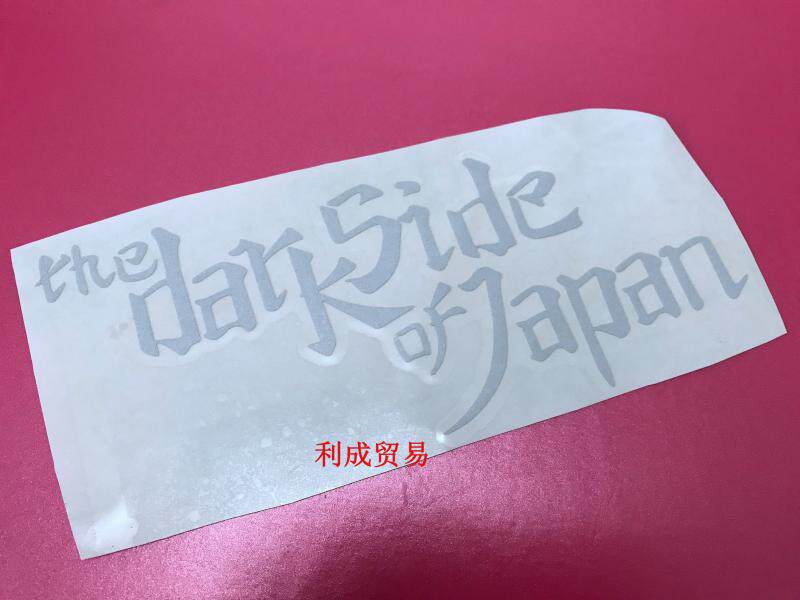 the darkside
of Japan
利成贸易